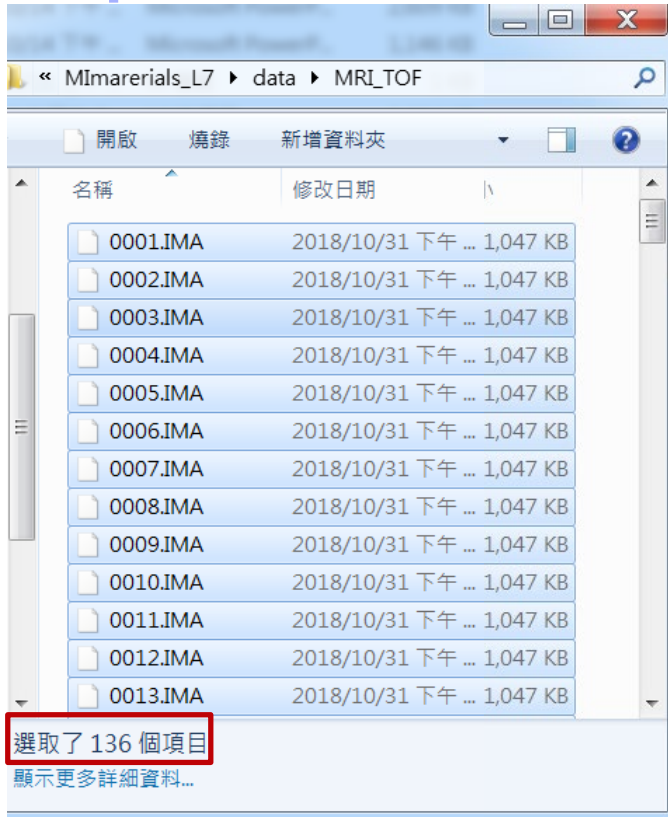 « MImarerials_L7 ▸ data ▸ MRI_TOF
開啟 燒錄 新增資料夾
名稱 修改日期
0001.IMA 2018/10/31 下午 ... 1,047 KB
0002.IMA 2018/10/31 下午 ... 1,047 KB
0003.IMA 2018/10/31 下午 ... 1,047 KB
0004.IMA 2018/10/31 下午 ... 1,047 KB
0005.IMA 2018/10/31 下午 ... 1,047 KB
0006.IMA 2018/10/31 下午 ... 1,047 KB
0007.IMA 2018/10/31 下午 ... 1,047 KB
0008.IMA 2018/10/31 下午 ... 1,047 KB
0009.IMA 2018/10/31 下午 ... 1,047 KB
0010.IMA 2018/10/31 下午 ... 1,047 KB
0011.IMA 2018/10/31 下午 ... 1,047 KB
0012.IMA 2018/10/31 下午 ... 1,047 KB
0013.IMA 2018/10/31 下午 ... 1,047 KB
選取了 136 個項目
顯示更多詳細資料...